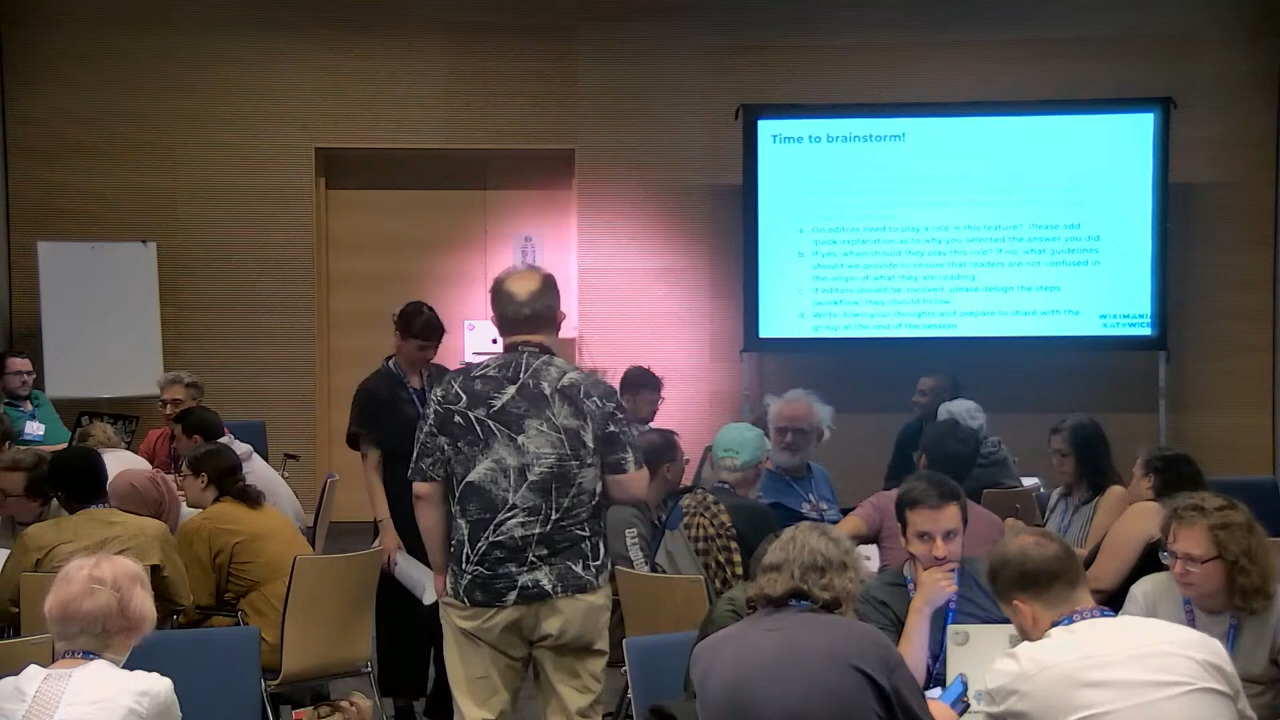 Time to brainstorm!
a. Do editors need to play a role in this feature? Please add
quick explanation as to why you selected the answer you did.
b. If yes, when should they play this role? If no, what guidelines
should we provide to ensure that readers are not confused in
the origin of what they are reading
c. If editors should be involved, please design the steps
(workflow) they should follow.
d. Write down your thoughts and prepare to share with the
group at the end of the session
WIKIMANIA
KATOWICE
Canon